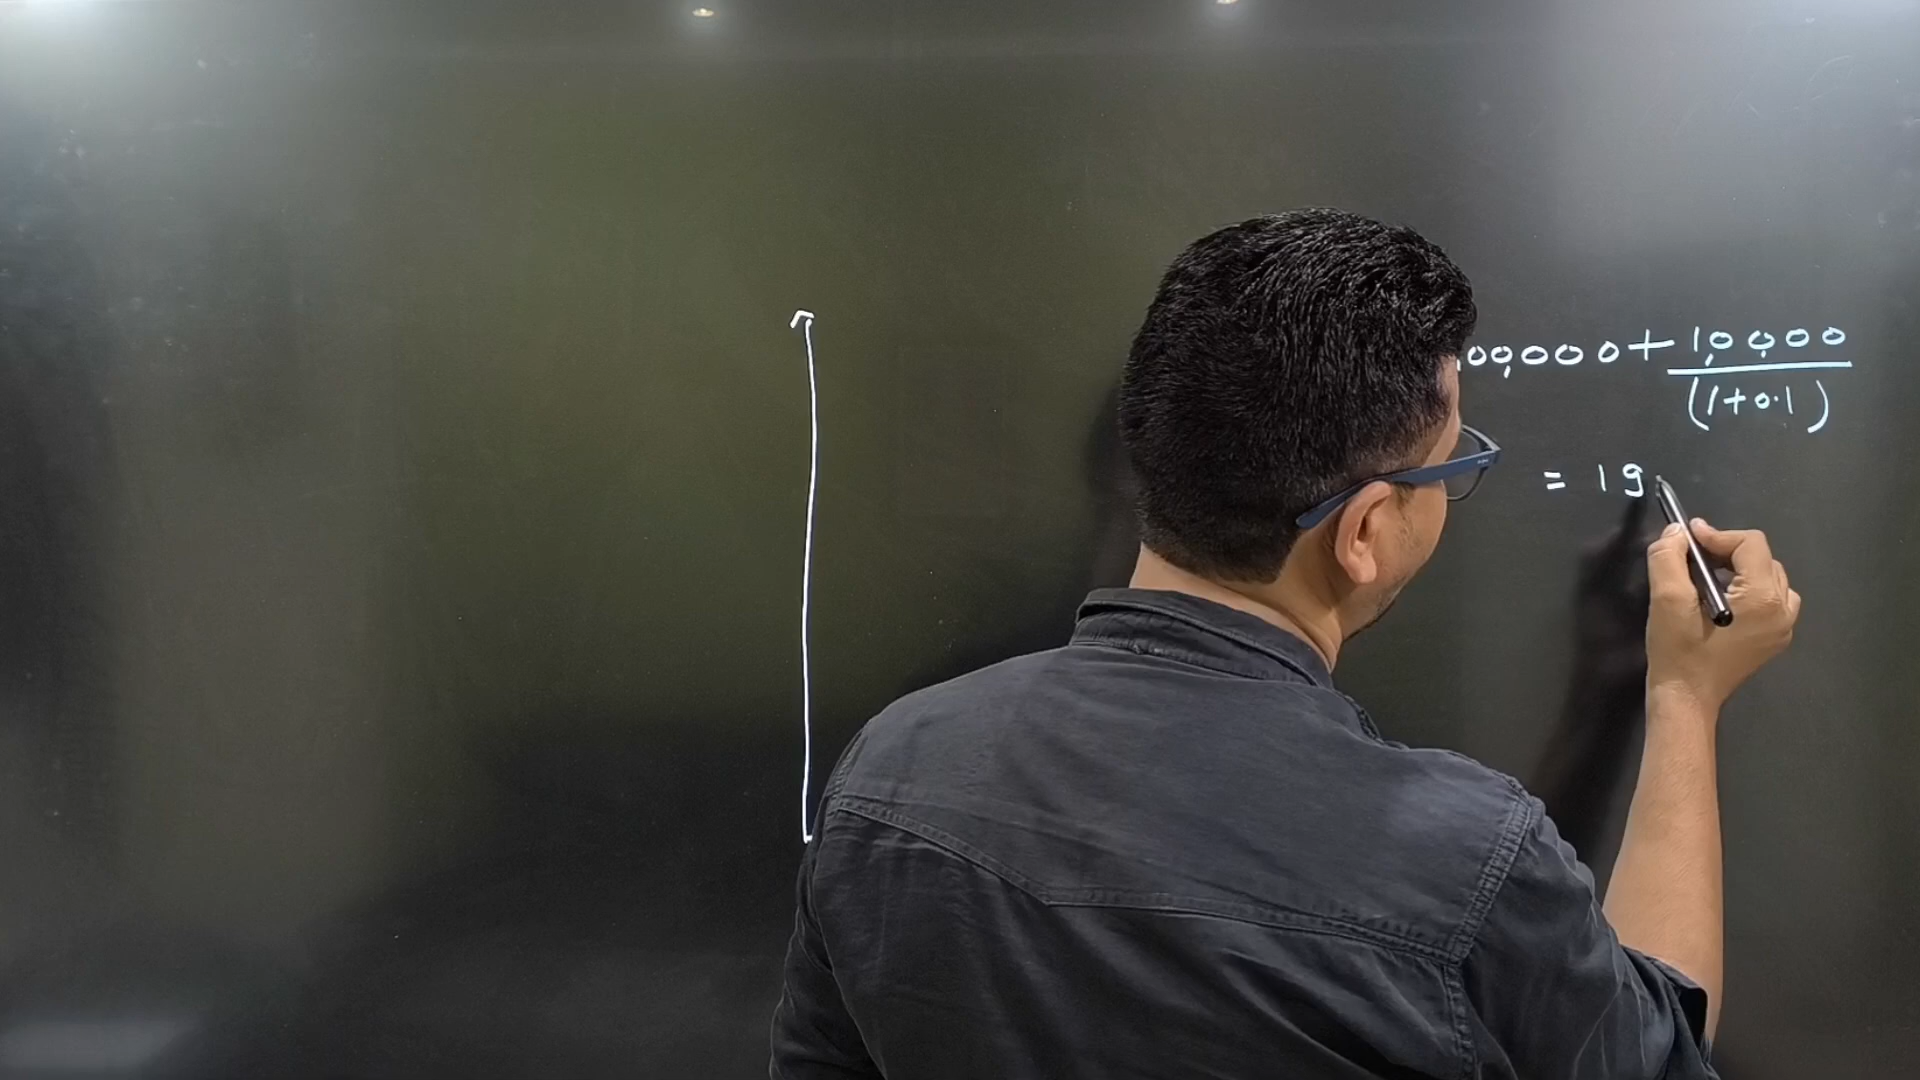 00,000 + 10,000
(1+0.1)
= 19